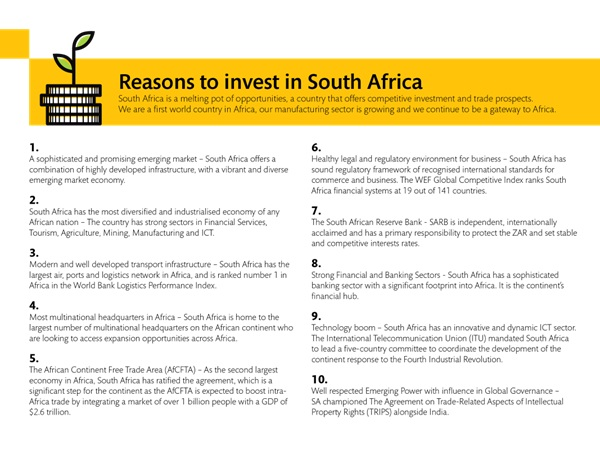 Reasons to invest in South Africa
South Africa is a melting pot of opportunities, a country that offers competitive investment and trade prospects.
We are a first world country in Africa, our manufacturing sector is growing and we continue to be a gateway to Africa.
1.
A sophisticated and promising emerging market – South Africa offers a
combination of highly developed infrastructure, with a vibrant and diverse
emerging market economy.
2.
South Africa has the most diversified and industrialised economy of any
African nation – The country has strong sectors in Financial Services,
Tourism, Agriculture, Mining, Manufacturing and ICT.
3.
Modern and well developed transport infrastructure – South Africa has the
largest air, ports and logistics network in Africa, and is ranked number 1 in
Africa in the World Bank Logistics Performance Index.
4.
Most multinational headquarters in Africa – South Africa is home to the
largest number of multinational headquarters on the African continent who
are looking to access expansion opportunities across Africa.
5.
The African Continent Free Trade Area (AfCFTA) – As the second largest
economy in Africa, South Africa has ratified the agreement, which is a
significant step for the continent as the AfCFTA is expected to boost intra-
Africa trade by integrating a market of over 1 billion people with a GDP of
$2.6 trillion.
6.
Healthy legal and regulatory environment for business – South Africa has
sound regulatory framework of recognised international standards for
commerce and business. The WEF Global Competitive Index ranks South
Africa financial systems at 19 out of 141 countries.
7.
The South African Reserve Bank - SARB is independent, internationally
acclaimed and has a primary responsibility to protect the ZAR and set stable
and competitive interests rates.
8.
Strong Financial and Banking Sectors - South Africa has a sophisticated
banking sector with a significant footprint into Africa. It is the continent's
financial hub.
9.
Technology boom – South Africa has an innovative and dynamic ICT sector.
The International Telecommunication Union (ITU) mandated South Africa
to lead a five-country committee to coordinate the development of the
continent response to the Fourth Industrial Revolution.
10.
Well respected Emerging Power with influence in Global Governance –
SA championed The Agreement on Trade-Related Aspects of Intellectual
Property Rights (TRIPS) alongside India.